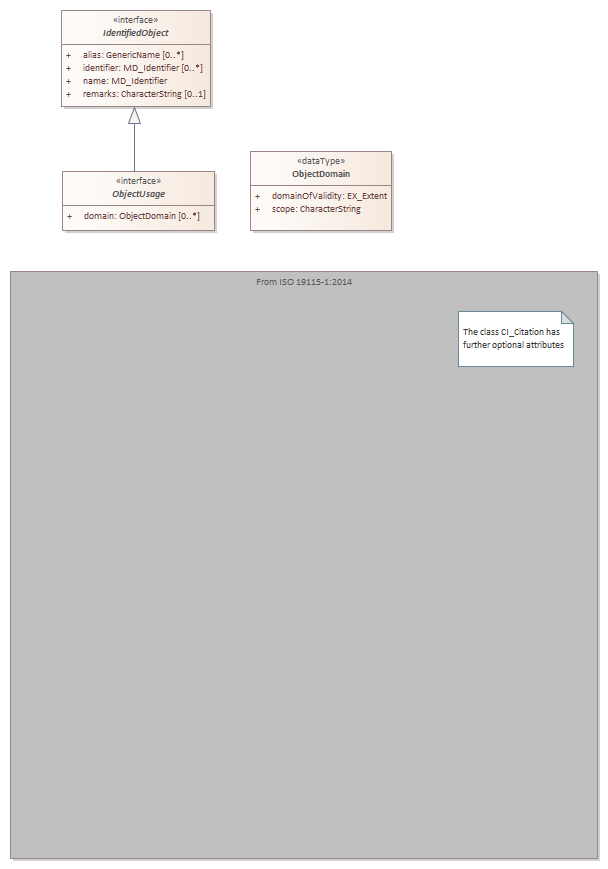 «interface»
IdentifiedObject
+ alias: GenericName [0..*]
+ identifier: MD_Identifier [0..*]
+ name: MD_Identifier
+ remarks: CharacterString [0..1]
«interface»
ObjectUsage
+ domain: ObjectDomain [0..*]
«dataType»
ObjectDomain
+ domainOfValidity: EX_Extent
+ scope: CharacterString
From ISO 19115-1:2014
The class CI_Citation has
further optional attributes